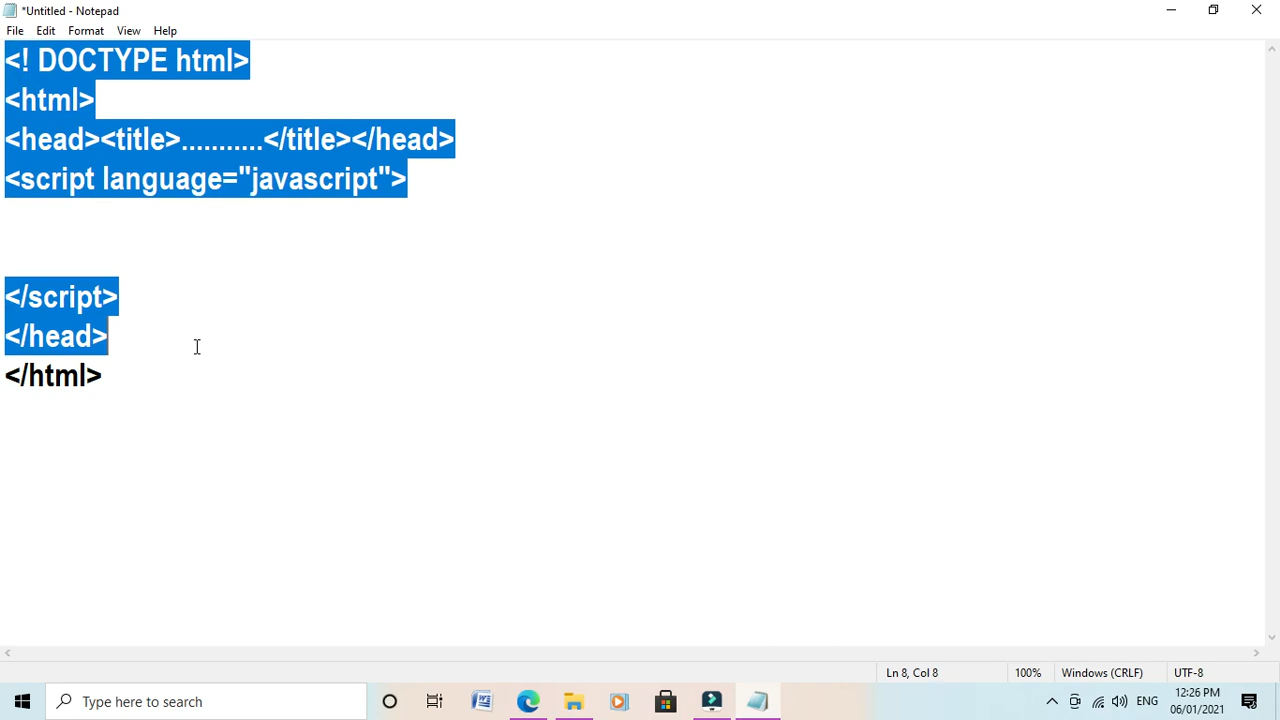 *Untitled - Notepad
File Edit Format View Help
<! DOCTYPE html>
<html>
<head><title>...........</title></head>
<script language="javascript">
</script>
</head>
</html>
Ln 8, Col 8 100% Windows (CRLF) UTF-8
Type here to search
ENG
12:26 PM
06/01/2021